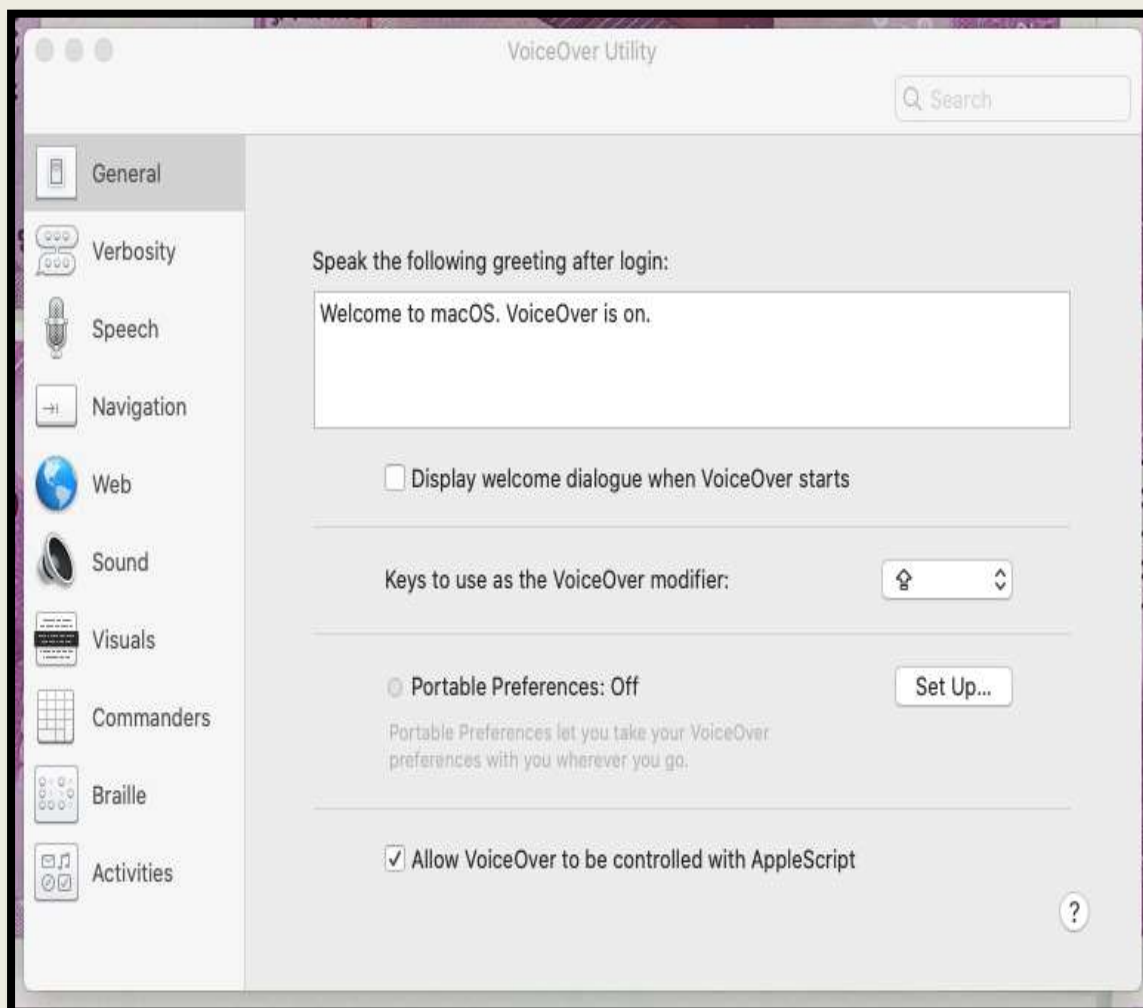 VoiceOver Utility
Search
General
Verbosity
Speech
Navigation
Web
Sound
Visuals
Commanders
Braille
Activities
Speak the following greeting after login:
Welcome to macOS. VoiceOver is on.
Display welcome dialogue when VoiceOver starts
Keys to use as the VoiceOver modifier: ⇪
Portable Preferences: Off
Set Up...
Portable Preferences let you take your VoiceOver
preferences with you wherever you go.
Allow VoiceOver to be controlled with AppleScript
?